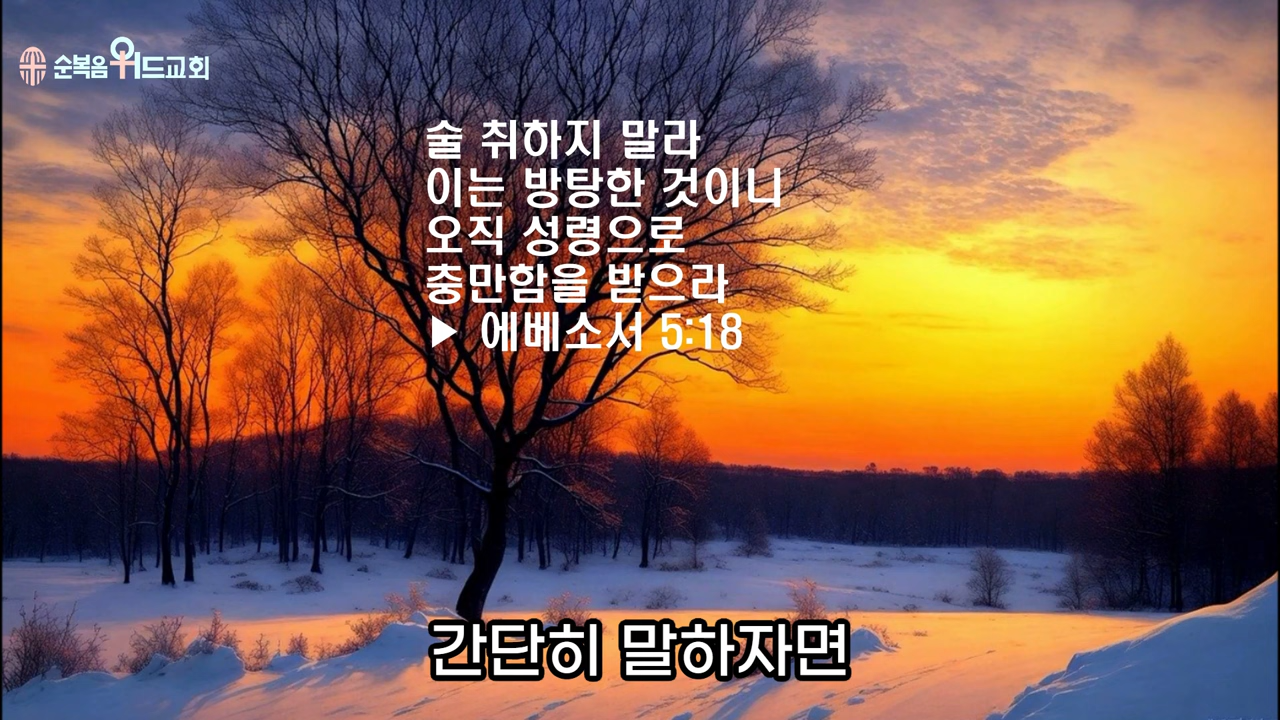 순복음위드교회
술 취하지 말라
이는 방탕한 것이니
오직 성령으로
충만함을 받으라
▶ 에베소서 5:18
간단히 말하자면